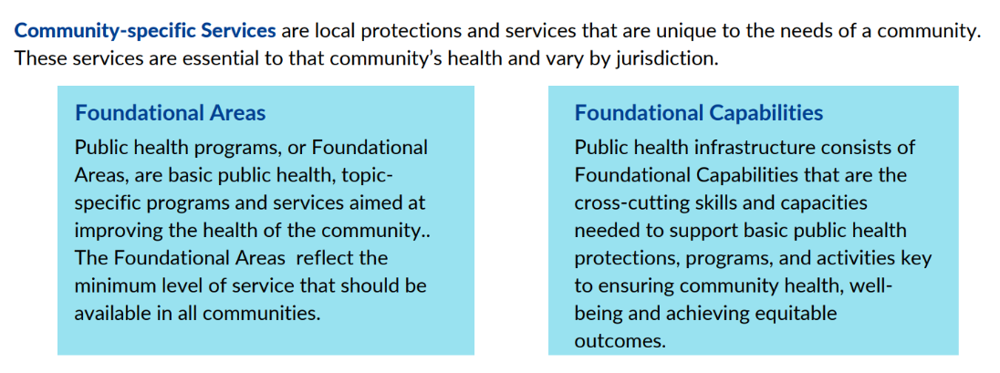 Community-specific Services are local protections and services that are unique to the needs of a community.
These services are essential to that community's health and vary by jurisdiction.
Foundational Areas
Public health programs, or Foundational
Areas, are basic public health, topic-
specific programs and services aimed at
improving the health of the community..
The Foundational Areas  reflect the
minimum level of service that should be
available in all communities.
Foundational Capabilities
Public health infrastructure consists of
Foundational Capabilities that are the
cross-cutting skills and capacities
needed to support basic public health
protections, programs, and activities key
to ensuring community health, well-
being and achieving equitable
outcomes.